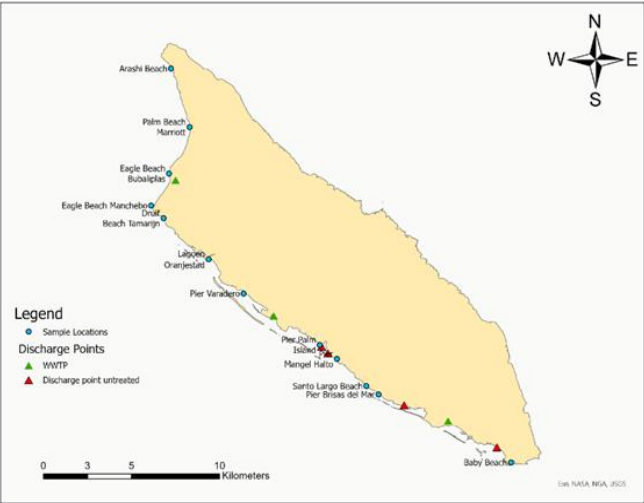 N
W
E
S
Arashi Beach
Palm Beach
Marriott
Eagle Beach
Bubaliplas
Eagle Beach Manchebo
Druif
Beach Tamarijn
Lagoen
Oranjestad
Pier Varadero
Legend
Sample Locations
Discharge Points
WWTP
Discharge point untreated
Pier Palm
Island
Mangel Halto
Santo Largo Beach
Pier Brisas del Mar
Baby Beach
0 3 5 10
Kilometers
Esri, NASA, NGA, USGS